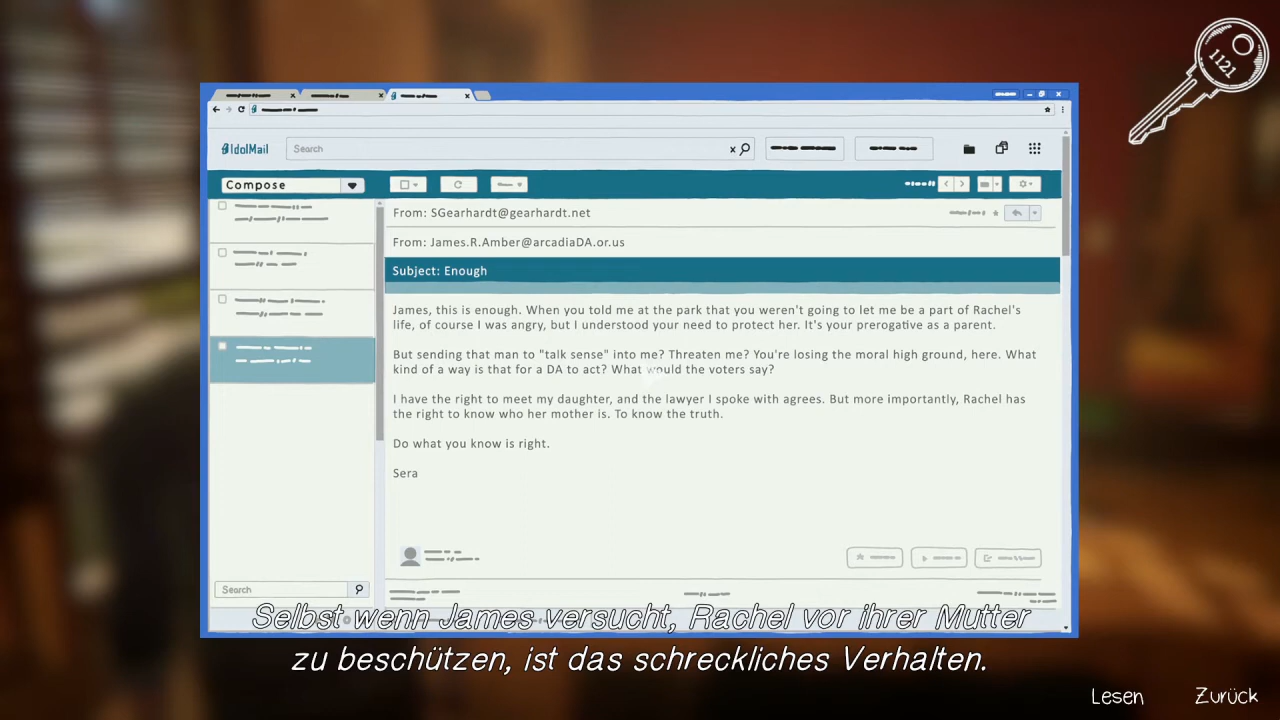 1121
IdolMail
Search
x
Compose
From: SGearhardt@gearhardt.net
From: James.R.Amber@arcadiaDA.or.us
Subject: Enough
James, this is enough. When you told me at the park that you weren't going to let me be a part of Rachel's
life, of course I was angry, but I understood your need to protect her. It's your prerogative as a parent.
But sending that man to "talk sense" into me? Threaten me? You're losing the moral high ground, here. What
kind of a way is that for a DA to act? What would the voters say?
I have the right to meet my daughter, and the lawyer I spoke with agrees. But more importantly, Rachel has
the right to know who her mother is. To know the truth.
Do what you know is right.
Sera
Search
Selbst wenn James versucht, Rachel vor ihrer Mutter
zu beschützen, ist das schreckliches Verhalten.
Lesen Zurück